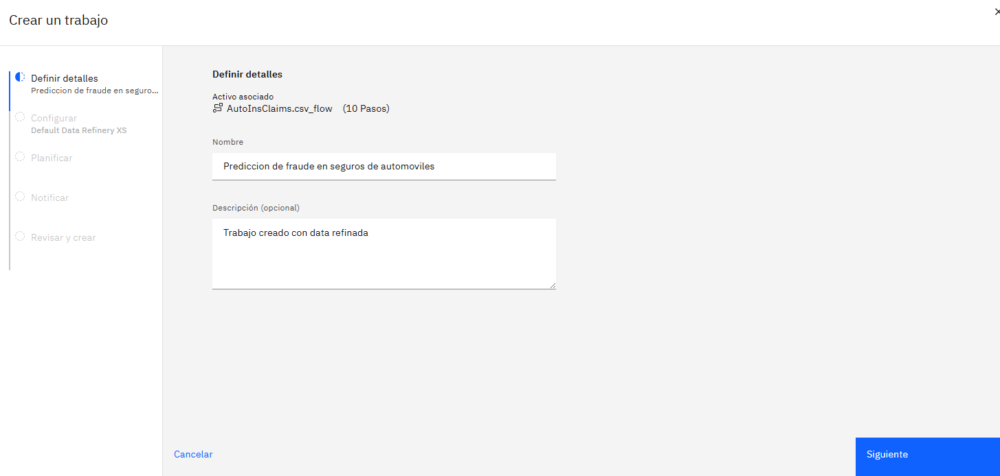 Crear un trabajo
Definir detalles
Prediccion de fraude en seguro...
Configurar
Default Data Refinery XS
Planificar
Notificar
Revisar y crear
Definir detalles
Activo asociado
AutoInsClaims.csv_flow (10 Pasos)
Nombre
Prediccion de fraude en seguros de automoviles
Descripción (opcional)
Trabajo creado con data refinada
Cancelar
Siguiente